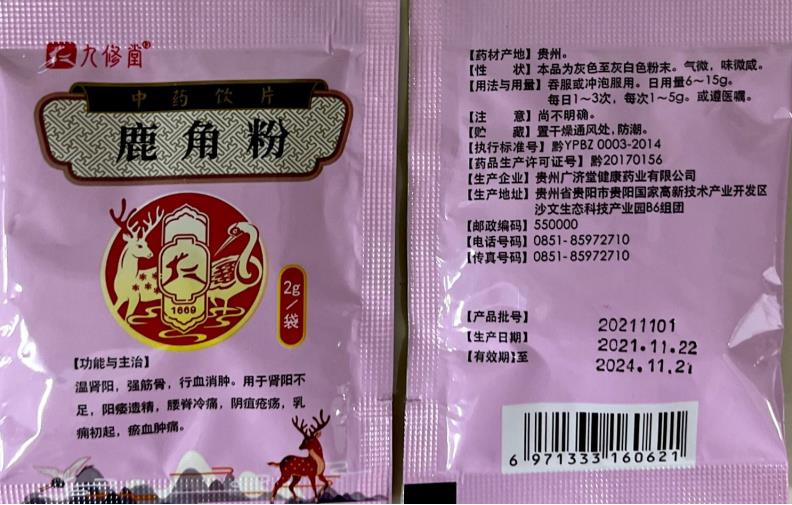 九修堂®
中药饮片
鹿角粉
1669
2g/袋
【功能与主治】
温肾阳，强筋骨，行血消肿。用于肾阳不
足，阳痿遗精，腰脊冷痛，阴疽疮疡，乳
痈初起，瘀血肿痛。
【药材产地】贵州。
【性 状】本品为灰色至灰白色粉末。气微，味微咸。
【用法与用量】吞服或冲泡服用。日用量6～15g。
每日1～3次，每次1～5g。或遵医嘱。
【注 意】尚不明确。
【贮 藏】置干燥通风处,防潮。
【执行标准号】黔YPBZ 0003-2014
【药品生产许可证号】黔20170156
【生产企业】贵州广济堂健康药业有限公司
【生产地址】贵州省贵阳市贵阳国家高新技术产业开发区
沙文生态科技产业园B6组团
【邮政编码】550000
【电话号码】0851-85972710
【传真号码】0851-85972710
【产品批号】 20211101
【生产日期】 2021.11.22
【有效期】至 2024.11.21
6 971333 160621